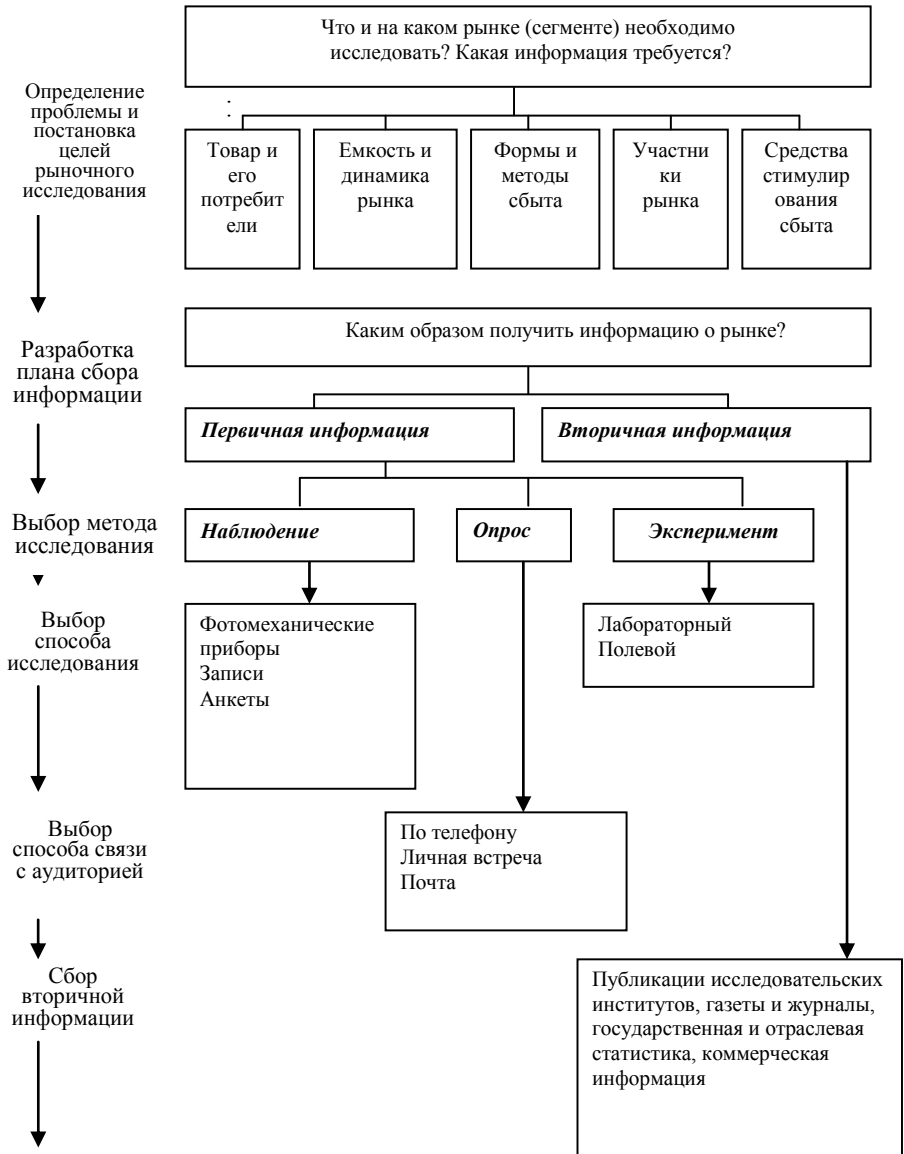 Что и на каком рынке (сегменте) необходимо
исследовать? Какая информация требуется?
Определение
проблемы и
постановка
целей
рыночного
исследования
:
Товар и
его
потребит
ели
Емкость и
динамика
рынка
Формы и
методы
сбыта
Участни
ки
рынка
Средства
стимулир
ования
сбыта
Каким образом получить информацию о рынке?
Разработка
плана сбора
информации
Первичная информация
Вторичная информация
Выбор метода
исследования
Наблюдение
Опрос
Эксперимент
Выбор
способа
исследования
Фотомеханические
приборы
Записи
Анкеты
Лабораторный
Полевой
Выбор
способа связи
с аудиторией
По телефону
Личная встреча
Почта
Сбор
вторичной
информации
Публикации исследовательских
институтов, газеты и журналы,
государственная и отраслевая
статистика, коммерческая
информация